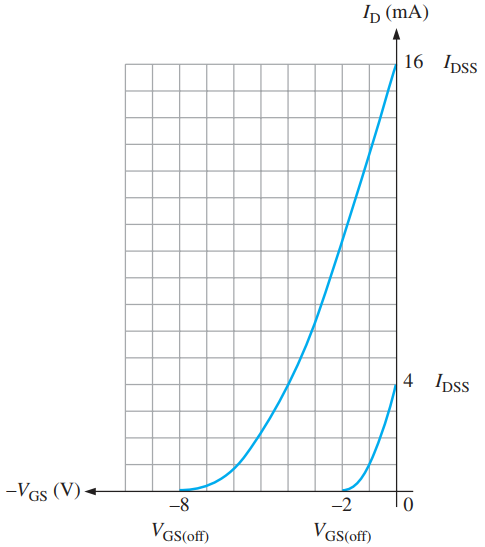 I_D (mA)
16 I_DSS
4 I_DSS
–V_GS (V)
–8 –2 0
V_GS(off) V_GS(off)